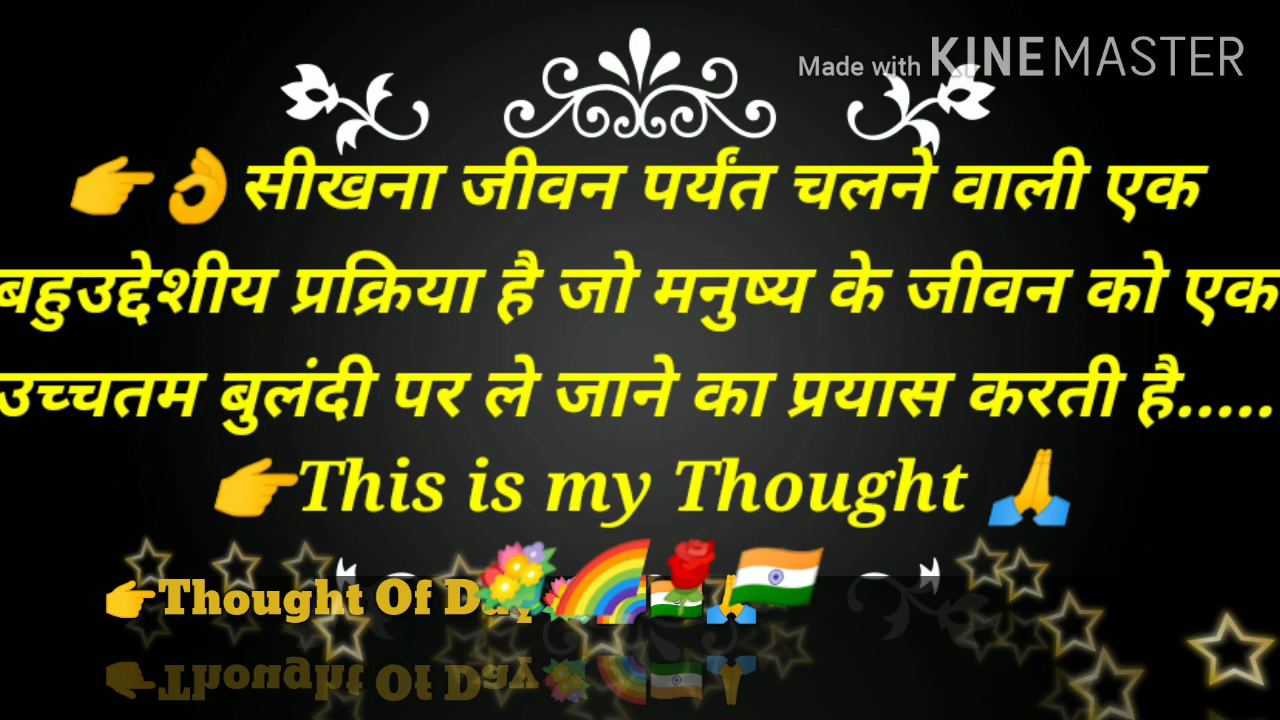 Made with KINEMASTER
👉👌सीखना जीवन पर्यंत चलने वाली एक
बहुउद्देशीय प्रक्रिया है जो मनुष्य के जीवन को एक
उच्चतम बुलंदी पर ले जाने का प्रयास करती है.....
👉This is my Thought 🙏
👉Thought Of Day💐🌈🇮🇳🙏